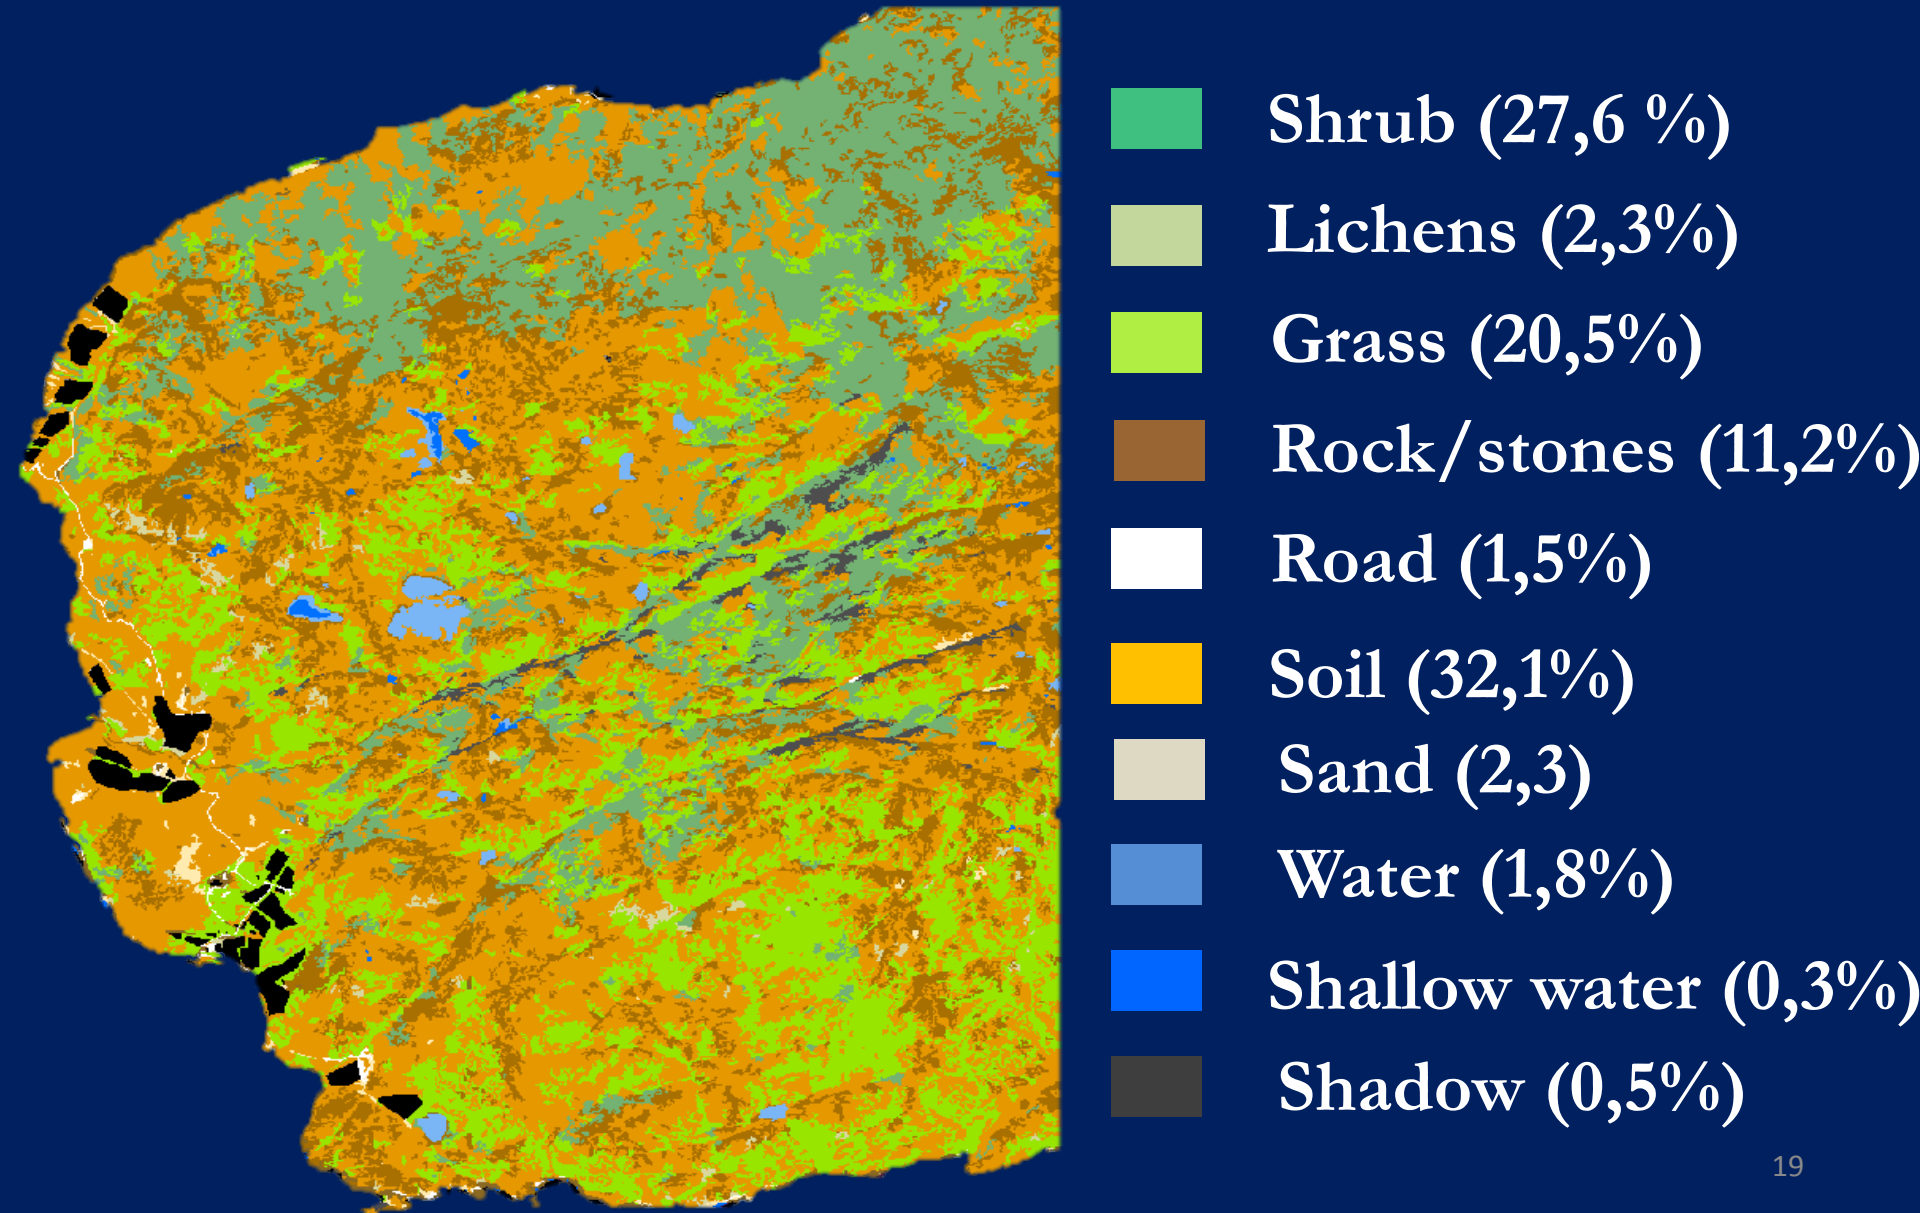 Shrub (27,6 %)
Lichens (2,3%)
Grass (20,5%)
Rock/stones (11,2%)
Road (1,5%)
Soil (32,1%)
Sand (2,3)
Water (1,8%)
Shallow water (0,3%)
Shadow (0,5%)
19